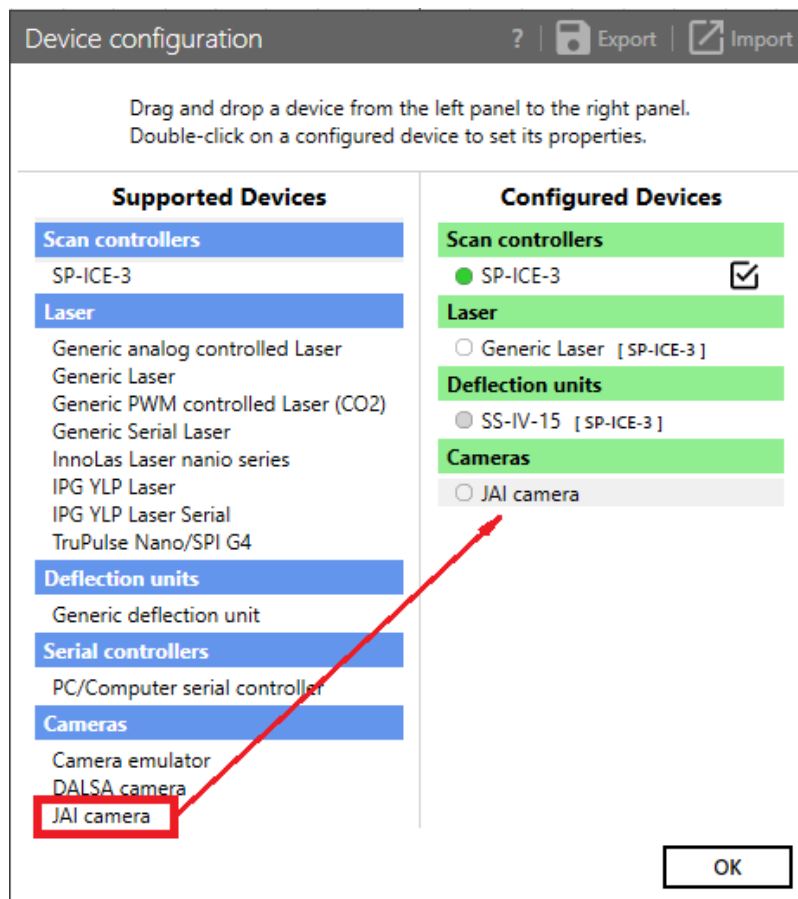 Device configuration ? | Export | Import
Drag and drop a device from the left panel to the right panel.
Double-click on a configured device to set its properties.
Supported Devices
Scan controllers
SP-ICE-3
Laser
Generic analog controlled Laser
Generic Laser
Generic PWM controlled Laser (CO2)
Generic Serial Laser
InnoLas Laser nanio series
IPG YLP Laser
IPG YLP Laser Serial
TruPulse Nano/SPI G4
Deflection units
Generic deflection unit
Serial controllers
PC/Computer serial controller
Cameras
Camera emulator
DALSA camera
JAI camera
Configured Devices
Scan controllers
SP-ICE-3
Laser
Generic Laser [ SP-ICE-3 ]
Deflection units
SS-IV-15 [ SP-ICE-3 ]
Cameras
JAI camera
OK